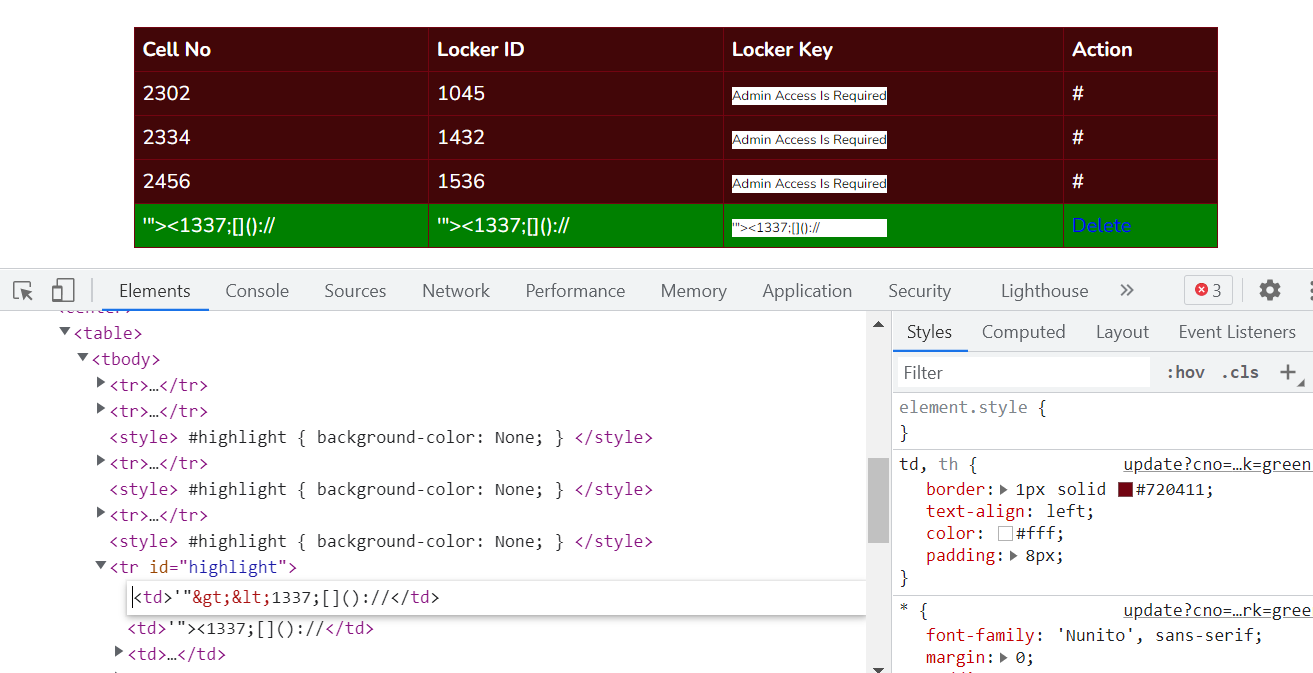 Cell No Locker ID Locker Key Action
2302 1045 Admin Access Is Required #
2334 1432 Admin Access Is Required #
2456 1536 Admin Access Is Required #
'"><1337;[]():// '"><1337;[]():// '"><1337;[]():// Delete
Elements Console Sources Network Performance Memory Application Security Lighthouse » 3
<table>
<tbody>
<tr>…</tr>
<tr>…</tr>
<style> #highlight { background-color: None; } </style>
<tr>…</tr>
<style> #highlight { background-color: None; } </style>
<tr>…</tr>
<style> #highlight { background-color: None; } </style>
<tr id="highlight">
<td>'"&gt;&lt;1337;[]()://</td>
<td>'"><1337;[]()://</td>
<td>…</td>
Styles Computed Layout Event Listeners
Filter :hov .cls +
element.style {
}
td, th { update?cno=…k=green
border: 1px solid #720411;
text-align: left;
color: #fff;
padding: 8px;
}
* { update?cno=…rk=gree
font-family: 'Nunito', sans-serif;
margin: 0;